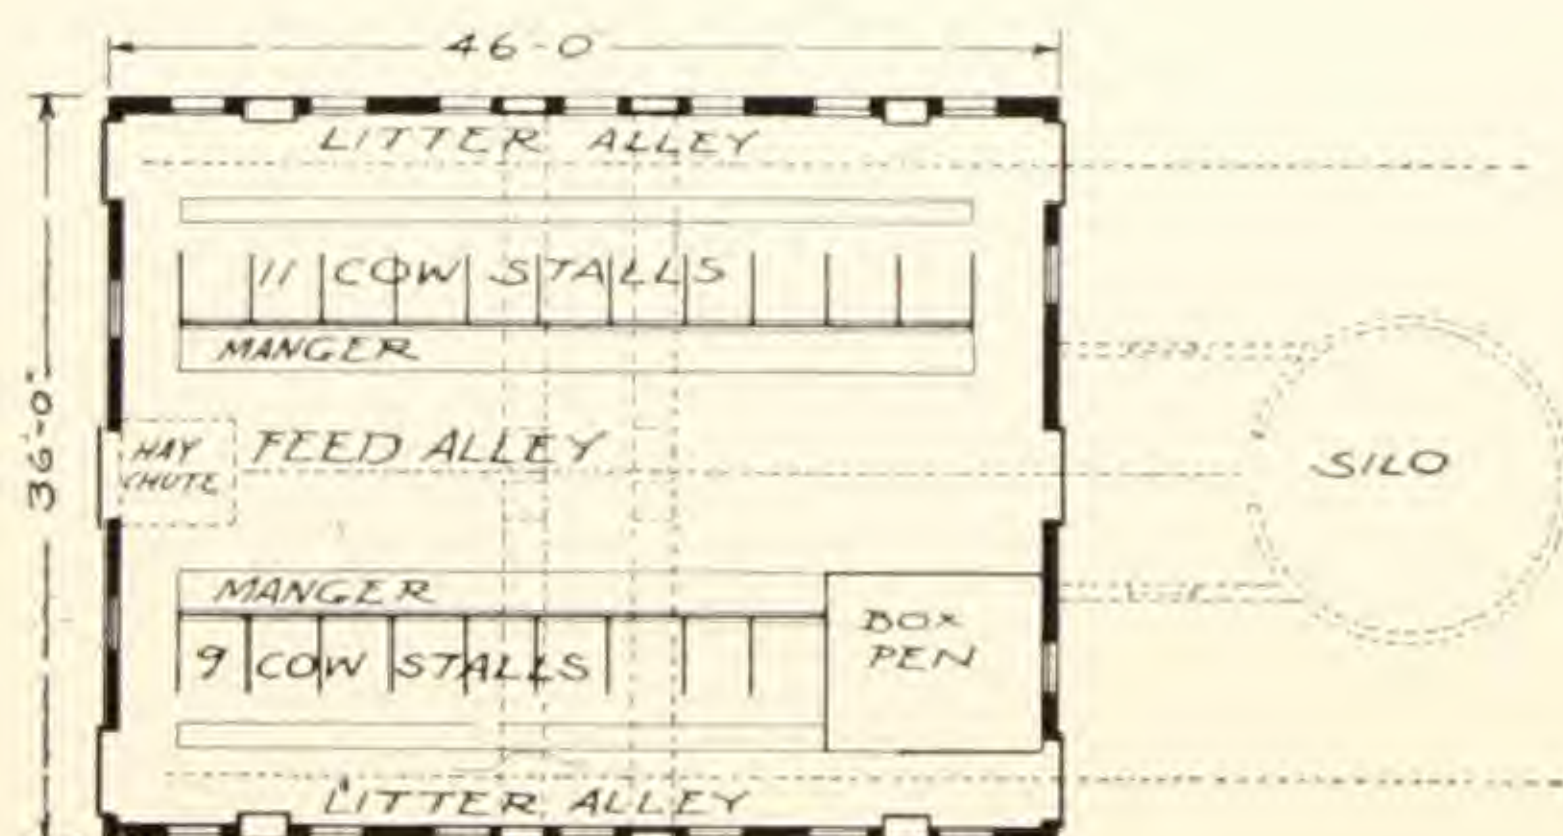 46-0
LITTER ALLEY
11 COW STALLS
MANGER
36'-0"
HAY
CHUTE
FEED ALLEY
SILO
MANGER
9 COW STALLS
BOX
PEN
LITTER ALLEY